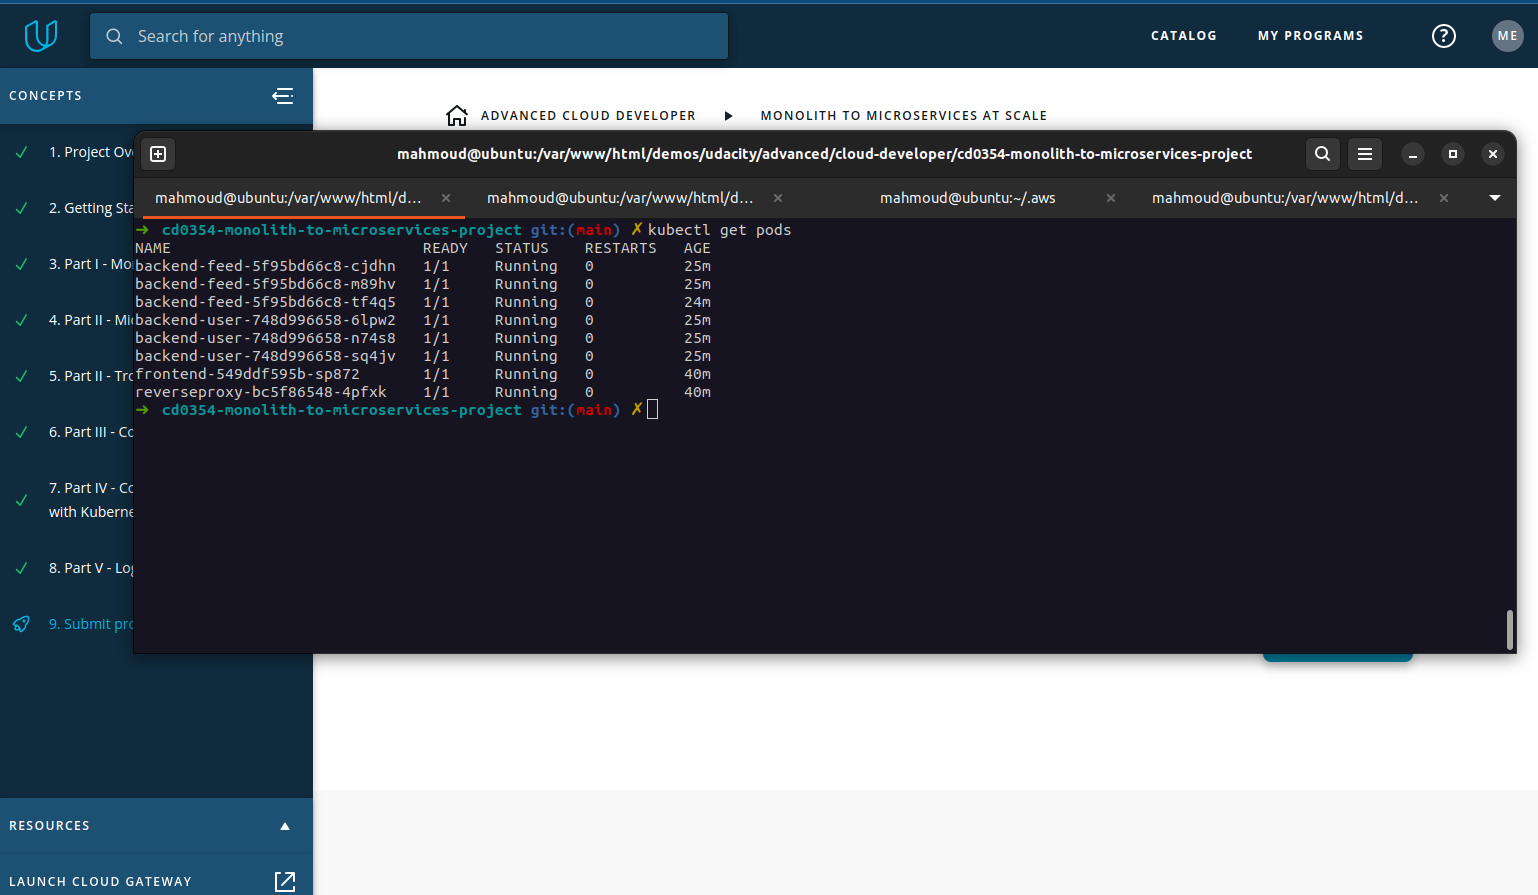 Search for anything
CATALOG
MY PROGRAMS
?
ME
CONCEPTS
ADVANCED CLOUD DEVELOPER
MONOLITH TO MICROSERVICES AT SCALE
1. Project Ov
2. Getting Sta
3. Part I - Mo
4. Part II - Mi
5. Part II - Tro
6. Part III - Co
7. Part IV - Co
with Kuberne
8. Part V - Log
9. Submit pro
mahmoud@ubuntu:/var/www/html/demos/udacity/advanced/cloud-developer/cd0354-monolith-to-microservices-project
mahmoud@ubuntu:/var/www/html/d...
mahmoud@ubuntu:/var/www/html/d...
mahmoud@ubuntu:~/.aws
mahmoud@ubuntu:/var/www/html/d...
➜ cd0354-monolith-to-microservices-project git:(main) ✗ kubectl get pods
NAME READY STATUS RESTARTS AGE
backend-feed-5f95bd66c8-cjdhn 1/1 Running 0 25m
backend-feed-5f95bd66c8-m89hv 1/1 Running 0 25m
backend-feed-5f95bd66c8-tf4q5 1/1 Running 0 24m
backend-user-748d996658-6lpw2 1/1 Running 0 25m
backend-user-748d996658-n74s8 1/1 Running 0 25m
backend-user-748d996658-sq4jv 1/1 Running 0 25m
frontend-549ddf595b-sp872 1/1 Running 0 40m
reverseproxy-bc5f86548-4pfxk 1/1 Running 0 40m
➜ cd0354-monolith-to-microservices-project git:(main) ✗
RESOURCES
LAUNCH CLOUD GATEWAY